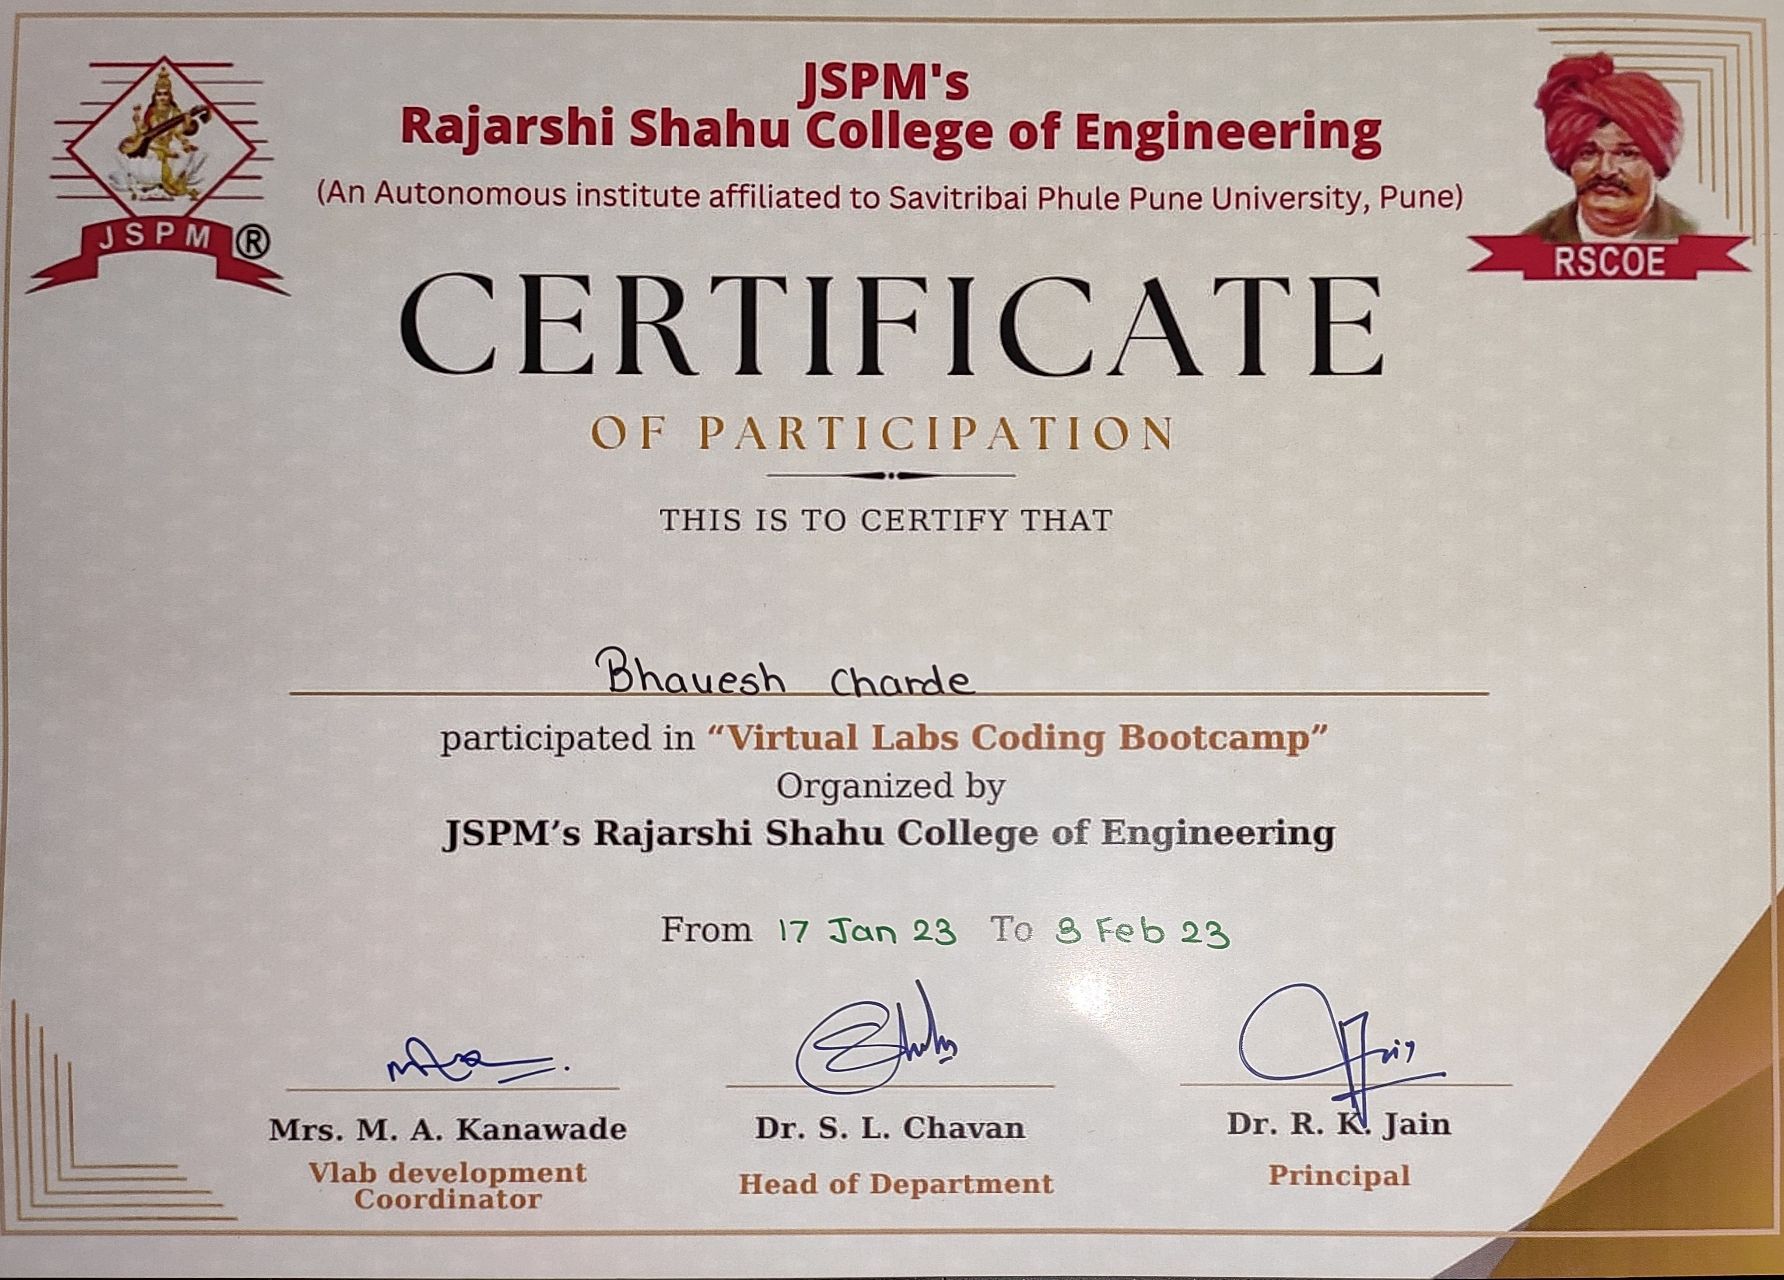 JSPM's
Rajarshi Shahu College of Engineering
(An Autonomous institute affiliated to Savitribai Phule Pune University, Pune)
JSPM ®
RSCOE
CERTIFICATE
OF PARTICIPATION
THIS IS TO CERTIFY THAT
Bhavesh Charde
participated in “Virtual Labs Coding Bootcamp”
Organized by
JSPM’s Rajarshi Shahu College of Engineering
From 17 Jan 23 To 8 Feb 23
Mrs. M. A. Kanawade
Vlab development
Coordinator
Dr. S. L. Chavan
Head of Department
Dr. R. K. Jain
Principal